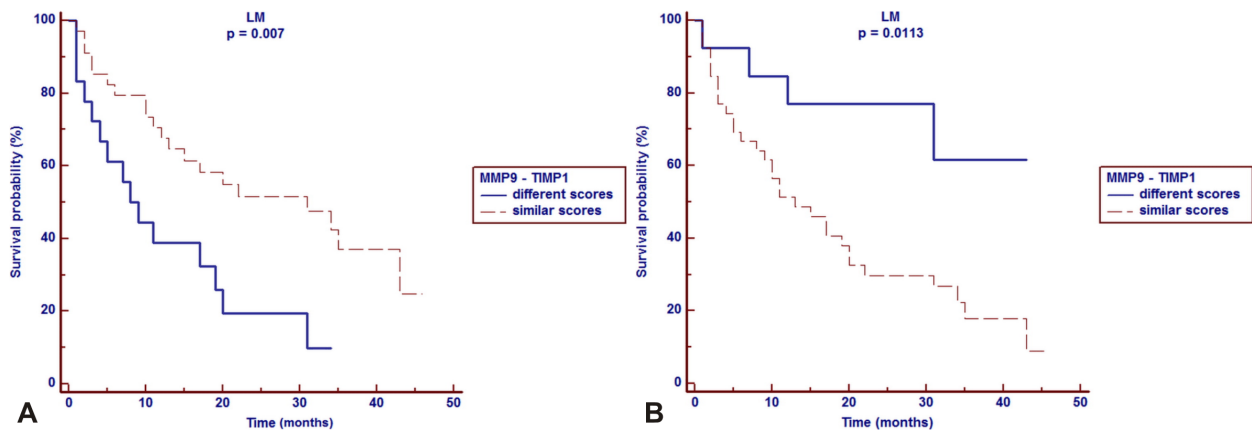 LM
p = 0.007
100
80
60
40
20
0
Survival probability (%)
0 10 20 30 40 50
Time (months)
MMP9 - TIMP1
different scores
similar scores
A
LM
p = 0.0113
100
80
60
40
20
0
Survival probability (%)
0 10 20 30 40 50
Time (months)
MMP9 - TIMP1
different scores
similar scores
B